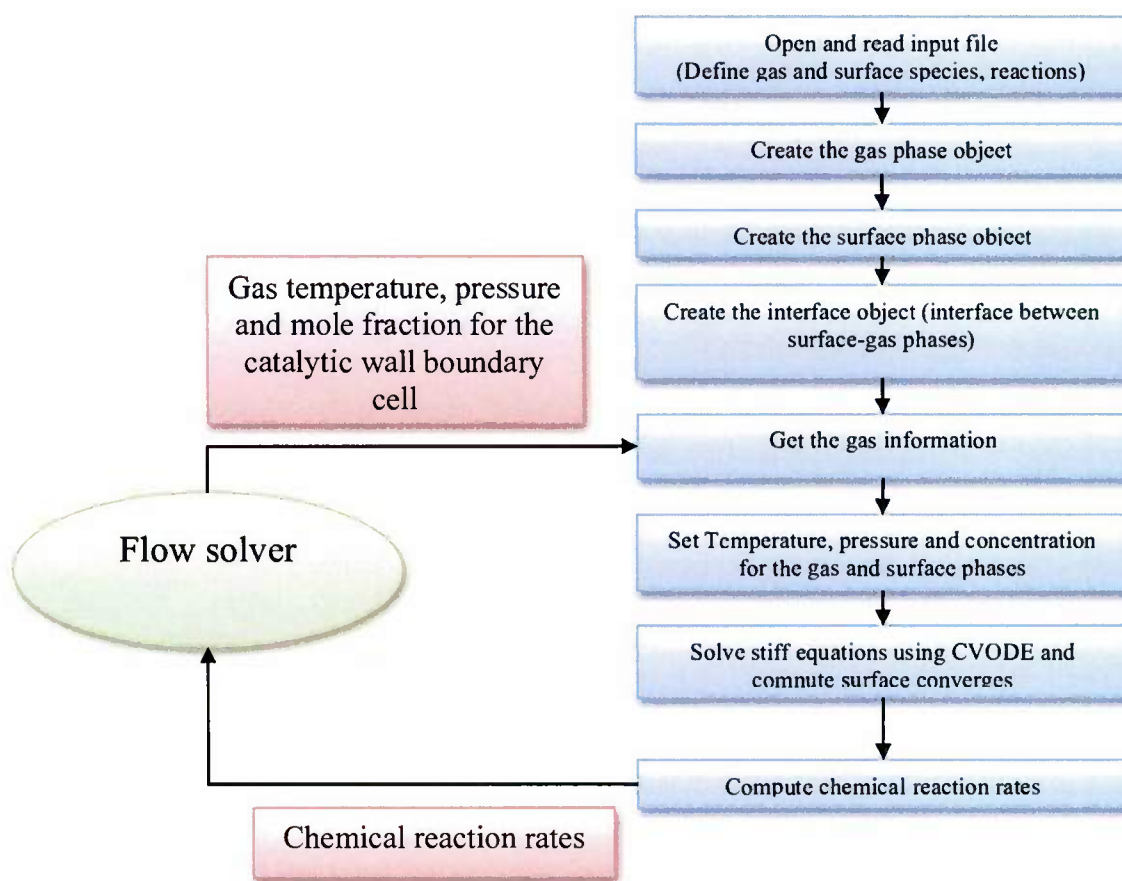 Open and read input file
(Define gas and surface species, reactions)
Create the gas phase object
Create the surface phase object
Gas temperature, pressure
and mole fraction for the
catalytic wall boundary
cell
Create the interface object (interface between
surface-gas phases)
Get the gas information
Flow solver
Set Temperature, pressure and concentration
for the gas and surface phases
Solve stiff equations using CVODE and
compute surface converges
Compute chemical reaction rates
Chemical reaction rates